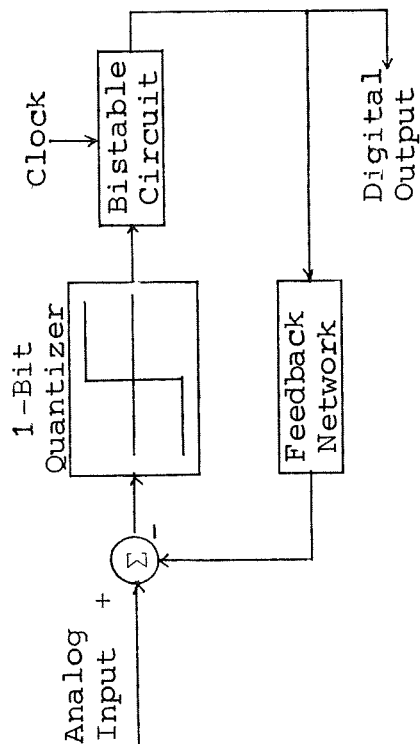 Analog
Input
+
Σ
-
1-Bit
Quantizer
Clock
Bistable
Circuit
Feedback
Network
Digital
Output